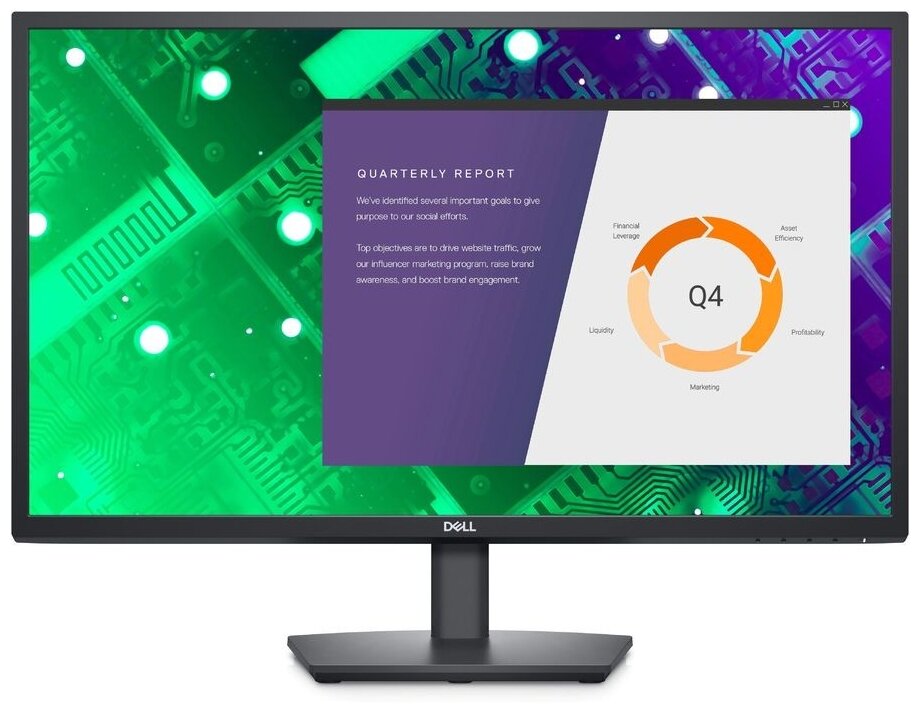 QUARTERLY REPORT
We've identified several important goals to give
purpose to our social efforts.
Top objectives are to drive website traffic, grow
our influencer marketing program, raise brand
awareness, and boost brand engagement.
Financial
Leverage
Asset
Efficiency
Q4
Liquidity
Profitability
Marketing
DELL